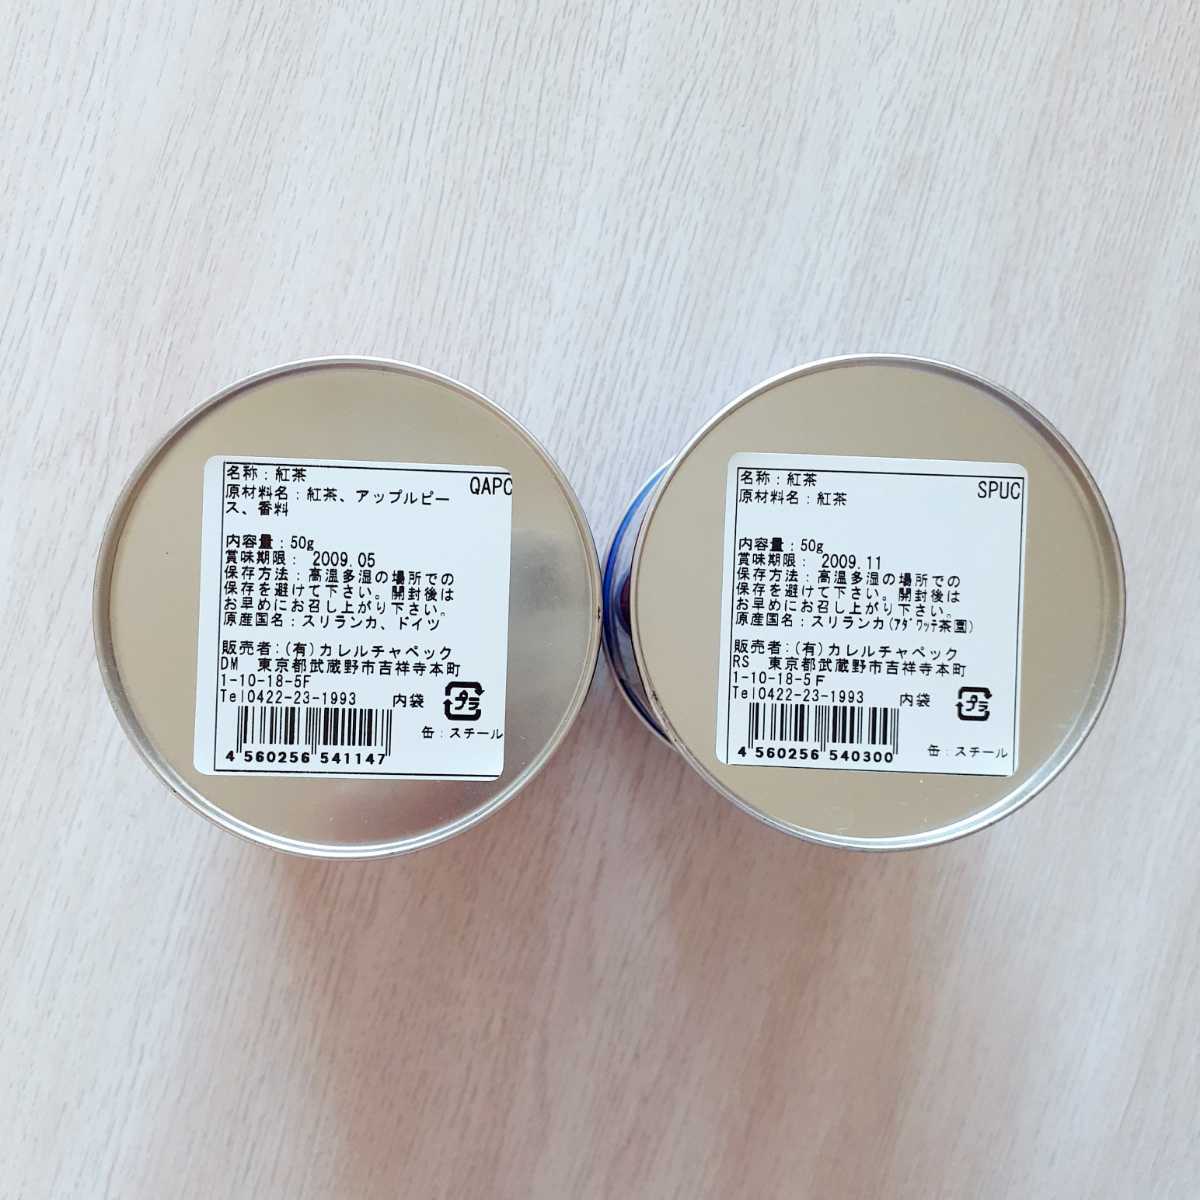 名称：紅茶
QAPC
原材料名：紅茶、アップルピー
ス、香料
内容量：50g
賞味期限： 2009.05
保存方法：高温多湿の場所での
保存を避けて下さい。開封後は
お早めにお召し上がり下さい。
原産国名：スリランカ、ドイツ
販売者：(有)カレルチャペック
DM 東京都武蔵野市吉祥寺本町
1-10-18-5F
Tel0422-23-1993 内袋 プラ
缶：スチール
4 560256 541147
名称：紅茶
SPUC
原材料名：紅茶
内容量：50g
賞味期限： 2009.11
保存方法：高温多湿の場所での
保存を避けて下さい。開封後は
お早めにお召し上がり下さい。
原産国名：スリランカ(ｱﾀﾞﾜｯﾃ茶園)
販売者：(有)カレルチャペック
RS 東京都武蔵野市吉祥寺本町
1-10-18-5F
Tel0422-23-1993 内袋 プラ
缶：スチール
4 560256 540300